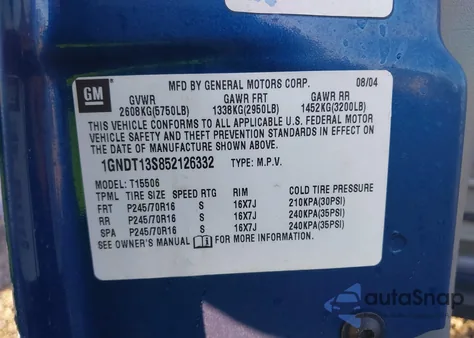 GM
MFD BY GENERAL MOTORS CORP. 08/04
GVWR GAWR FRT GAWR RR
2608KG(5750LB) 1338KG(2950LB) 1452KG(3200LB)
THIS VEHICLE CONFORMS TO ALL APPLICABLE U.S. FEDERAL MOTOR
VEHICLE SAFETY AND THEFT PREVENTION STANDARDS IN EFFECT ON
THE DATE OF MANUFACTURE SHOWN ABOVE.
1GNDT13S852126332 TYPE: M.P.V.
MODEL: T15506
TPML TIRE SIZE SPEED RTG RIM COLD TIRE PRESSURE
FRT P245/70R16 S 16X7J 210KPA(30PSI)
RR P245/70R16 S 16X7J 240KPA(35PSI)
SPA P245/70R16 S 16X7J 240KPA(35PSI)
SEE OWNER'S MANUAL FOR MORE INFORMATION.
autoSnap